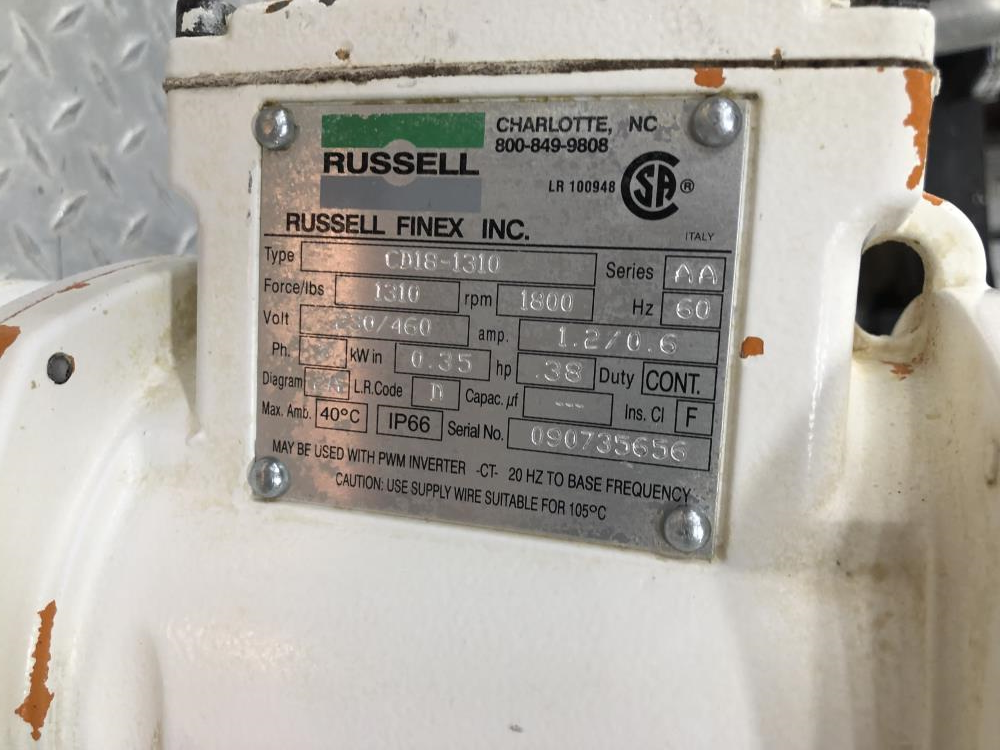 CHARLOTTE, NC
800-849-9808
RUSSELL
LR 100948 SA ®
RUSSELL FINEX INC.
ITALY
Type CD18-1310 Series AA
Force/lbs 1310 rpm 1800 Hz 60
Volt 230/460 amp. 1.2/0.6
Ph. kW in 0.35 hp .38 Duty CONT.
Diagram L.R.Code Capac. µf --- Ins. Cl F
Max. Amb. 40°C IP66 Serial No. 090735656
MAY BE USED WITH PWM INVERTER -CT- 20 HZ TO BASE FREQUENCY
CAUTION: USE SUPPLY WIRE SUITABLE FOR 105°C